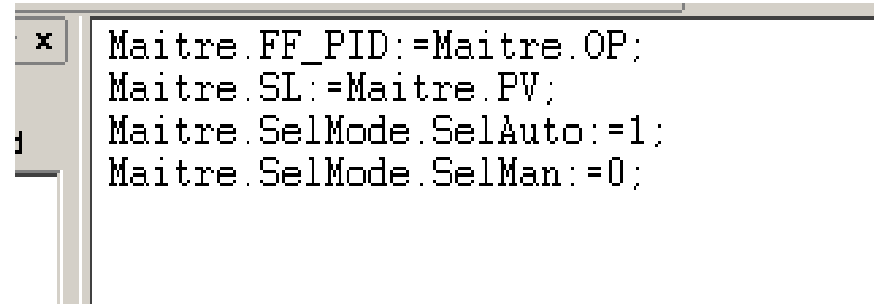 Maitre.FF_PID:=Maitre.OP;
Maitre.SL:=Maitre.PV;
Maitre.SelMode.SelAuto:=1;
Maitre.SelMode.SelMan:=0;